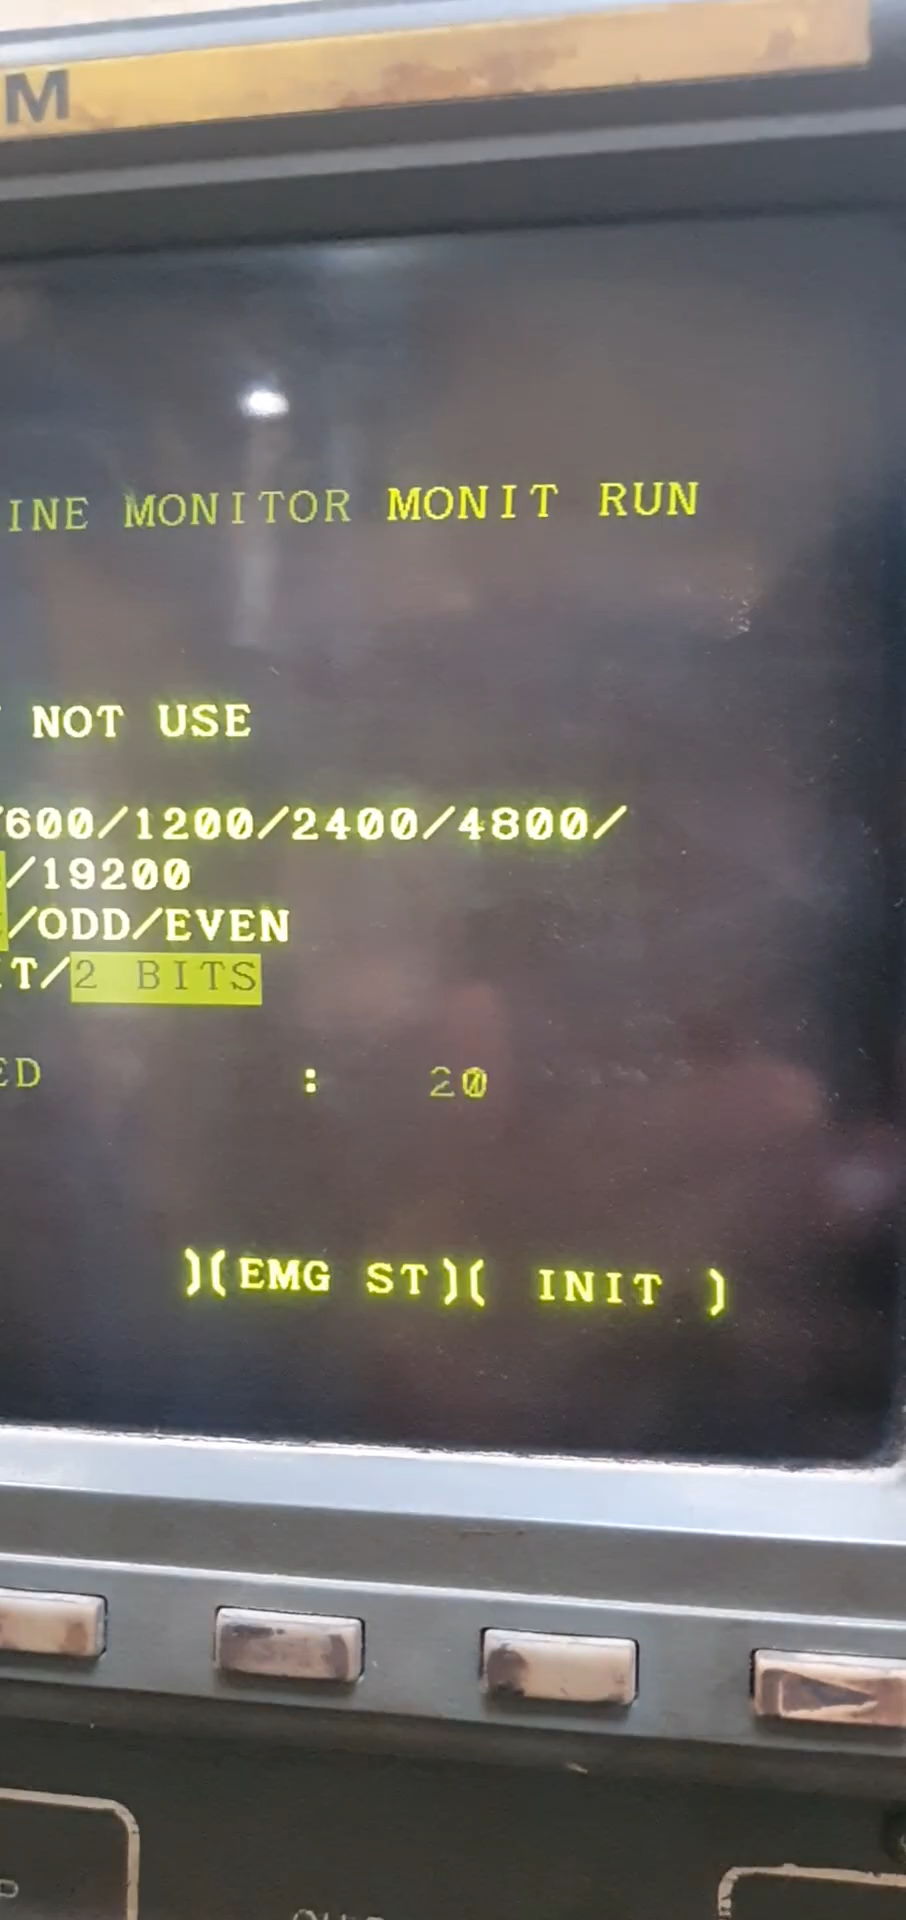 M
INE MONITOR MONIT RUN
NOT USE
/600/1200/2400/4800/
/19200
/ODD/EVEN
IT/2 BITS
ED : 20
)(EMG ST)( INIT )